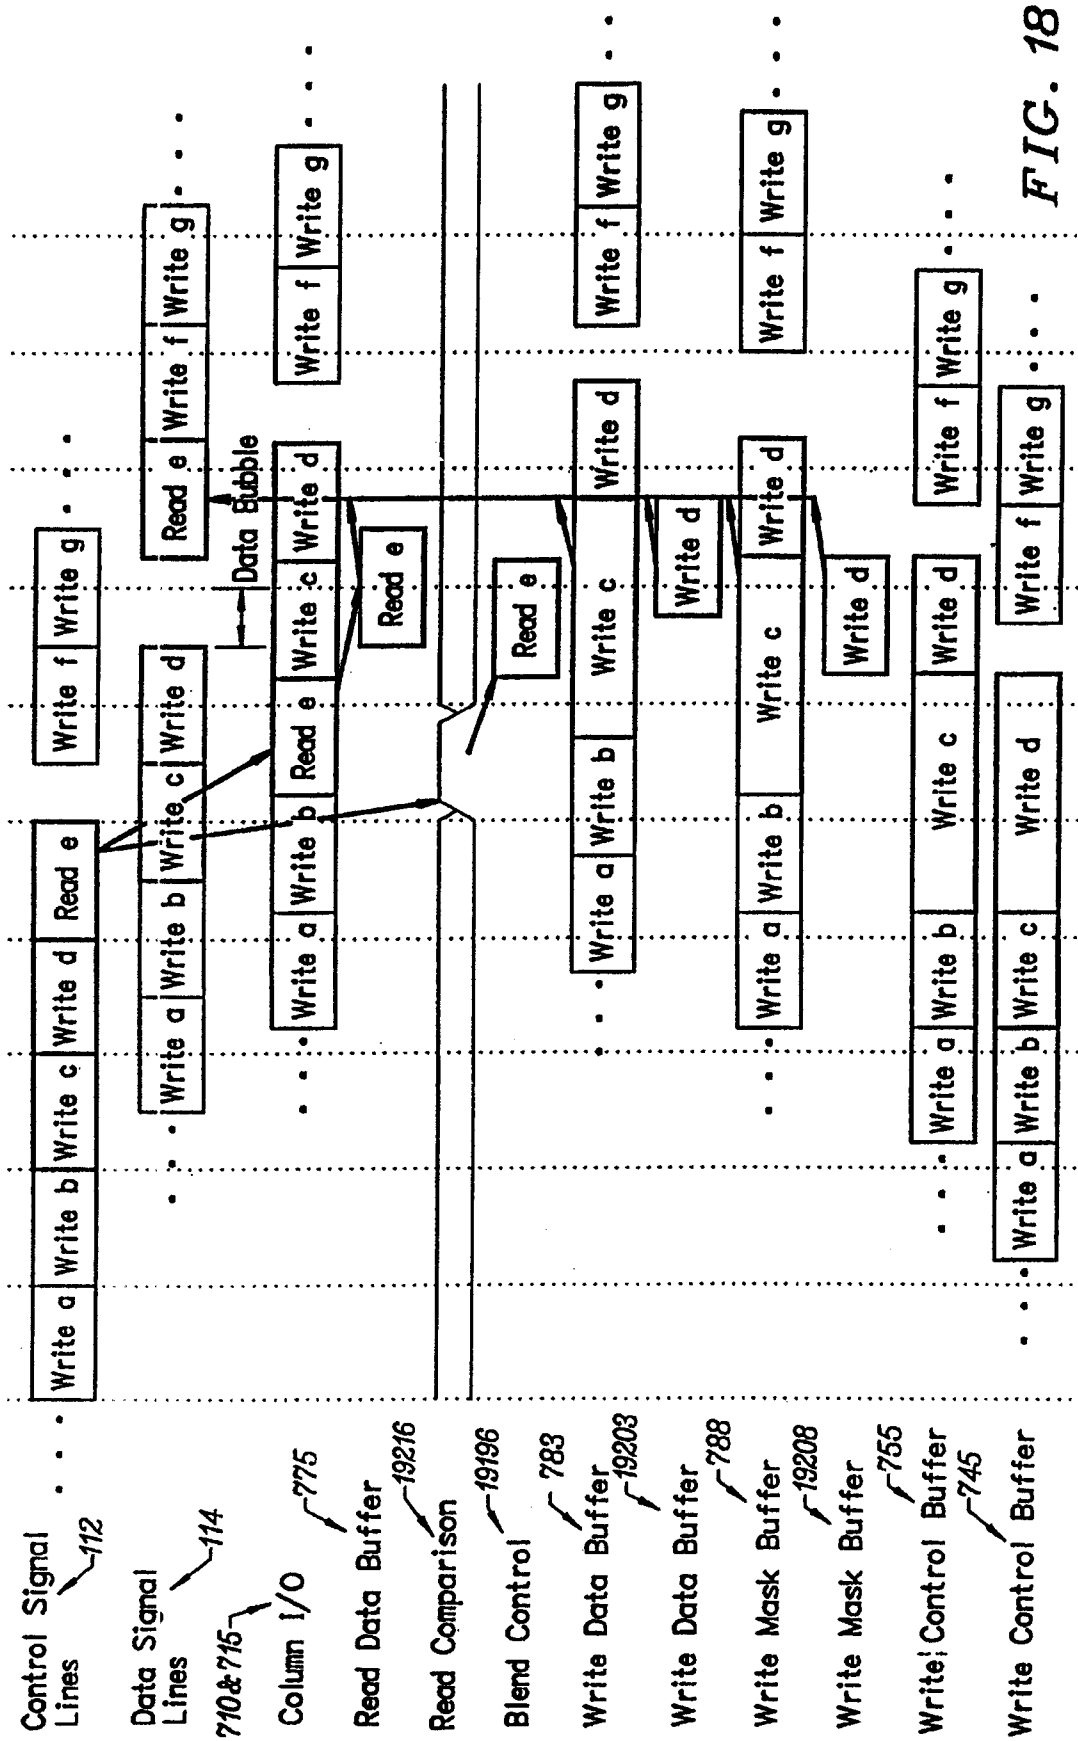 Control Signal
Lines
112
. . . Write a Write b Write c Write d Read e Write f Write g . . .
Data Signal
Lines
114
. . . Write a Write b Write c Write d Read e Write f Write g . . .
Data Bubble
710&715
Column I/O
. . . Write a Write b Read e Write c Write d Write f Write g . . .
775
Read Data Buffer
Read e
19216
Read Comparison
19196
Blend Control
Read e
783
Write Data Buffer
. . . Write a Write b Write c Write d Write f Write g . . .
19203
Write Data Buffer
Write d
788
Write Mask Buffer
. . . Write a Write b Write c Write d Write f Write g . . .
19208
Write Mask Buffer
Write d
755
Write Control Buffer
. . . Write a Write b Write c Write d Write f Write g . . .
745
Write Control Buffer
. . . Write a Write b Write c Write d Write f Write g . . .
FIG. 18